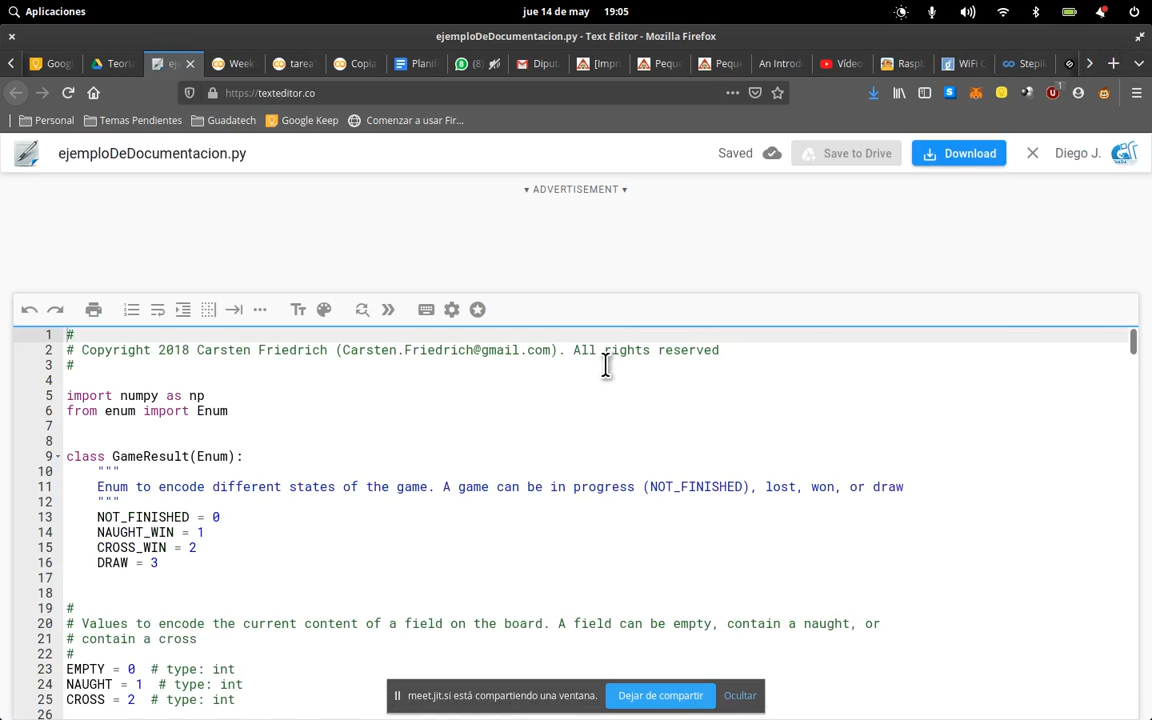 Aplicaciones
jue 14 de may 19:05
ejemploDeDocumentacion.py - Text Editor - Mozilla Firefox
Goog
Teoría
eje
Week
tarea
Copia
Planif
(8)
Diput
[Impr
Peque
Peque
An Introd
Vídeo
Raspb
WiFi C
Stepik
Personal
Temas Pendientes
Guadatech
Google Keep
Comenzar a usar Fir...
https://texteditor.co
ejemploDeDocumentacion.py
Saved
Save to Drive
Download
Diego J.
▾ ADVERTISEMENT ▾
1 #
2 # Copyright 2018 Carsten Friedrich (Carsten.Friedrich@gmail.com). All rights reserved
3 #
4
5 import numpy as np
6 from enum import Enum
7
8
9 class GameResult(Enum):
10 """
11 Enum to encode different states of the game. A game can be in progress (NOT_FINISHED), lost, won, or draw
12 """
13 NOT_FINISHED = 0
14 NAUGHT_WIN = 1
15 CROSS_WIN = 2
16 DRAW = 3
17
18
19 #
20 # Values to encode the current content of a field on the board. A field can be empty, contain a naught, or
21 # contain a cross
22 #
23 EMPTY = 0 # type: int
24 NAUGHT = 1 # type: int
25 CROSS = 2 # type: int
26
meet.jit.si está compartiendo una ventana.
Dejar de compartir
Ocultar